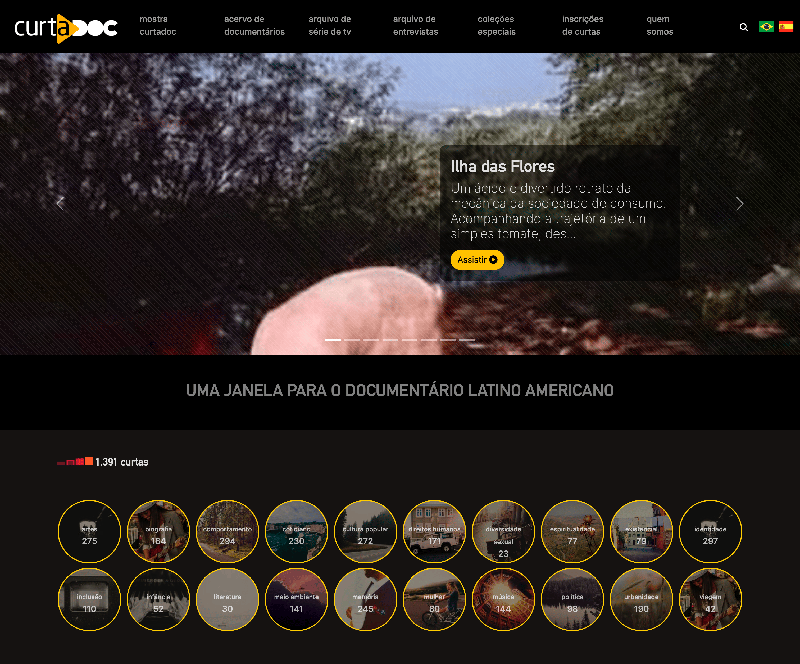 curtaDOC
mostra
curtadoc
acervo de
documentários
arquivo de
série de tv
arquivo de
entrevistas
coleções
especiais
inscrições
de curtas
quem
somos
Ilha das Flores
Um ácido e divertido retrato da
mecânica da sociedade de consumo.
Acompanhando a trajetória de um
simples tomate, des...
Assistir
UMA JANELA PARA O DOCUMENTÁRIO LATINO AMERICANO
1.391 curtas
artes
275
biografia
164
comportamento
294
cotidiano
230
cultura popular
272
direitos humanos
171
diversidade
sexual
23
espiritualidade
77
existencial
79
identidade
297
inclusão
110
infância
52
literatura
30
meio ambiente
141
memória
245
mulher
80
música
144
política
98
urbanidade
190
viagem
42